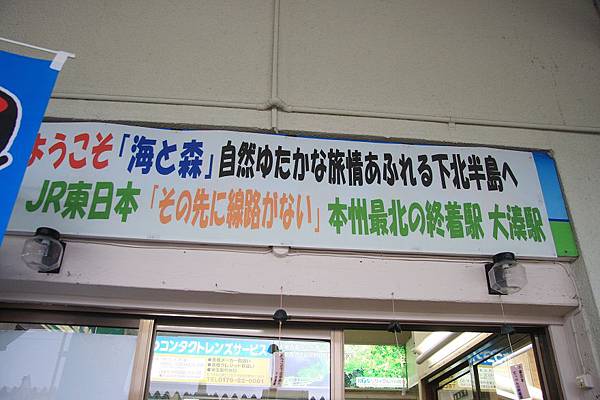 ようこそ「海と森」自然ゆたかな旅情あふれる下北半島へ
JR東日本「その先に線路がない」本州最北の終着駅 大湊駅
コンタクトレンズサービス